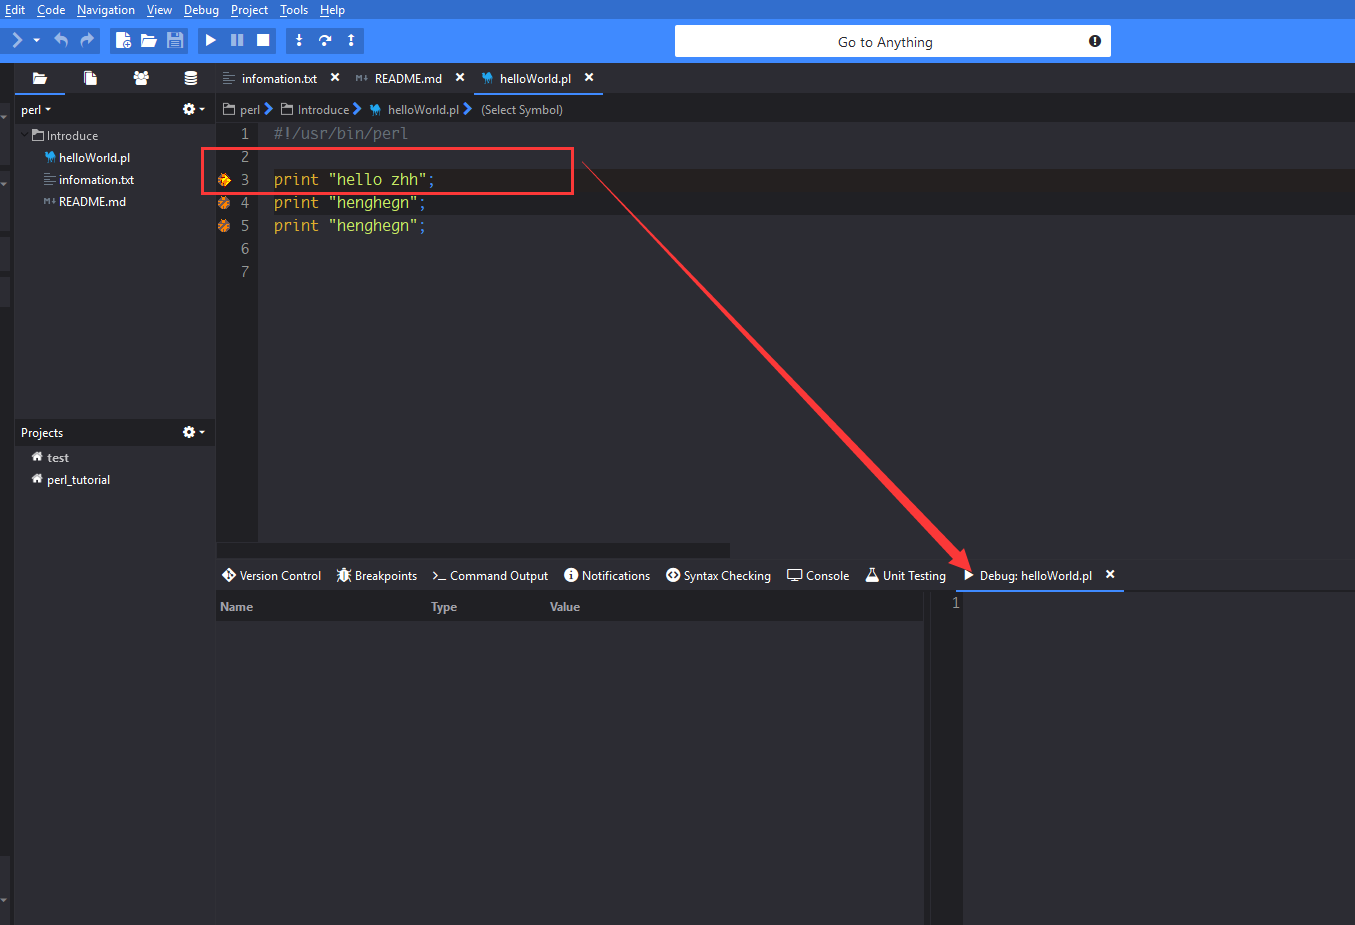 Edit Code Navigation View Debug Project Tools Help
Go to Anything
infomation.txt M↓ README.md helloWorld.pl
perl
perl Introduce helloWorld.pl (Select Symbol)
Introduce
helloWorld.pl
infomation.txt
M↓ README.md
1 #!/usr/bin/perl
2
3 print "hello zhh";
4 print "henghegn";
5 print "henghegn";
6
7
Projects
test
perl_tutorial
Version Control Breakpoints Command Output Notifications Syntax Checking Console Unit Testing Debug: helloWorld.pl
Name Type Value
1